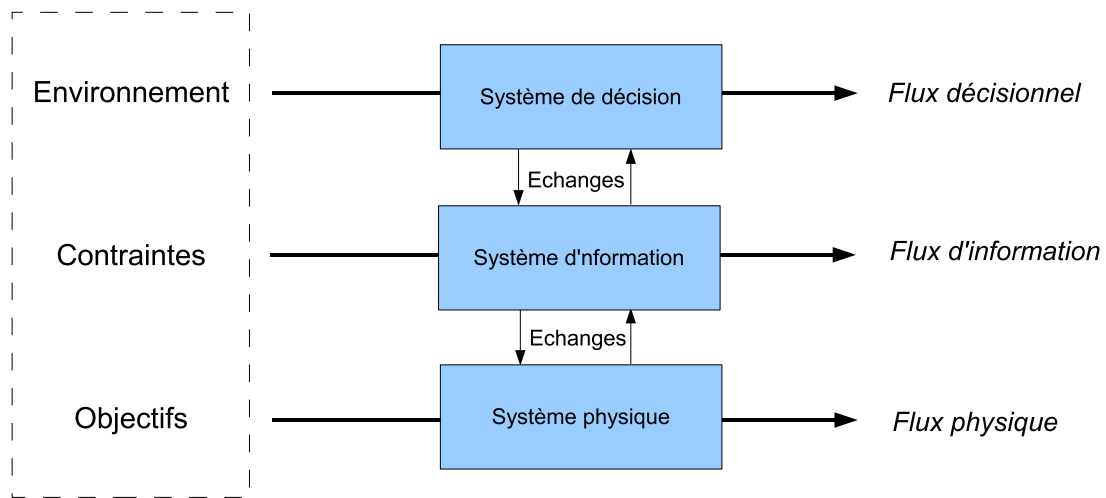 Environnement
Système de décision
Flux décisionnel
Echanges
Contraintes
Système d'nformation
Flux d'information
Echanges
Objectifs
Système physique
Flux physique